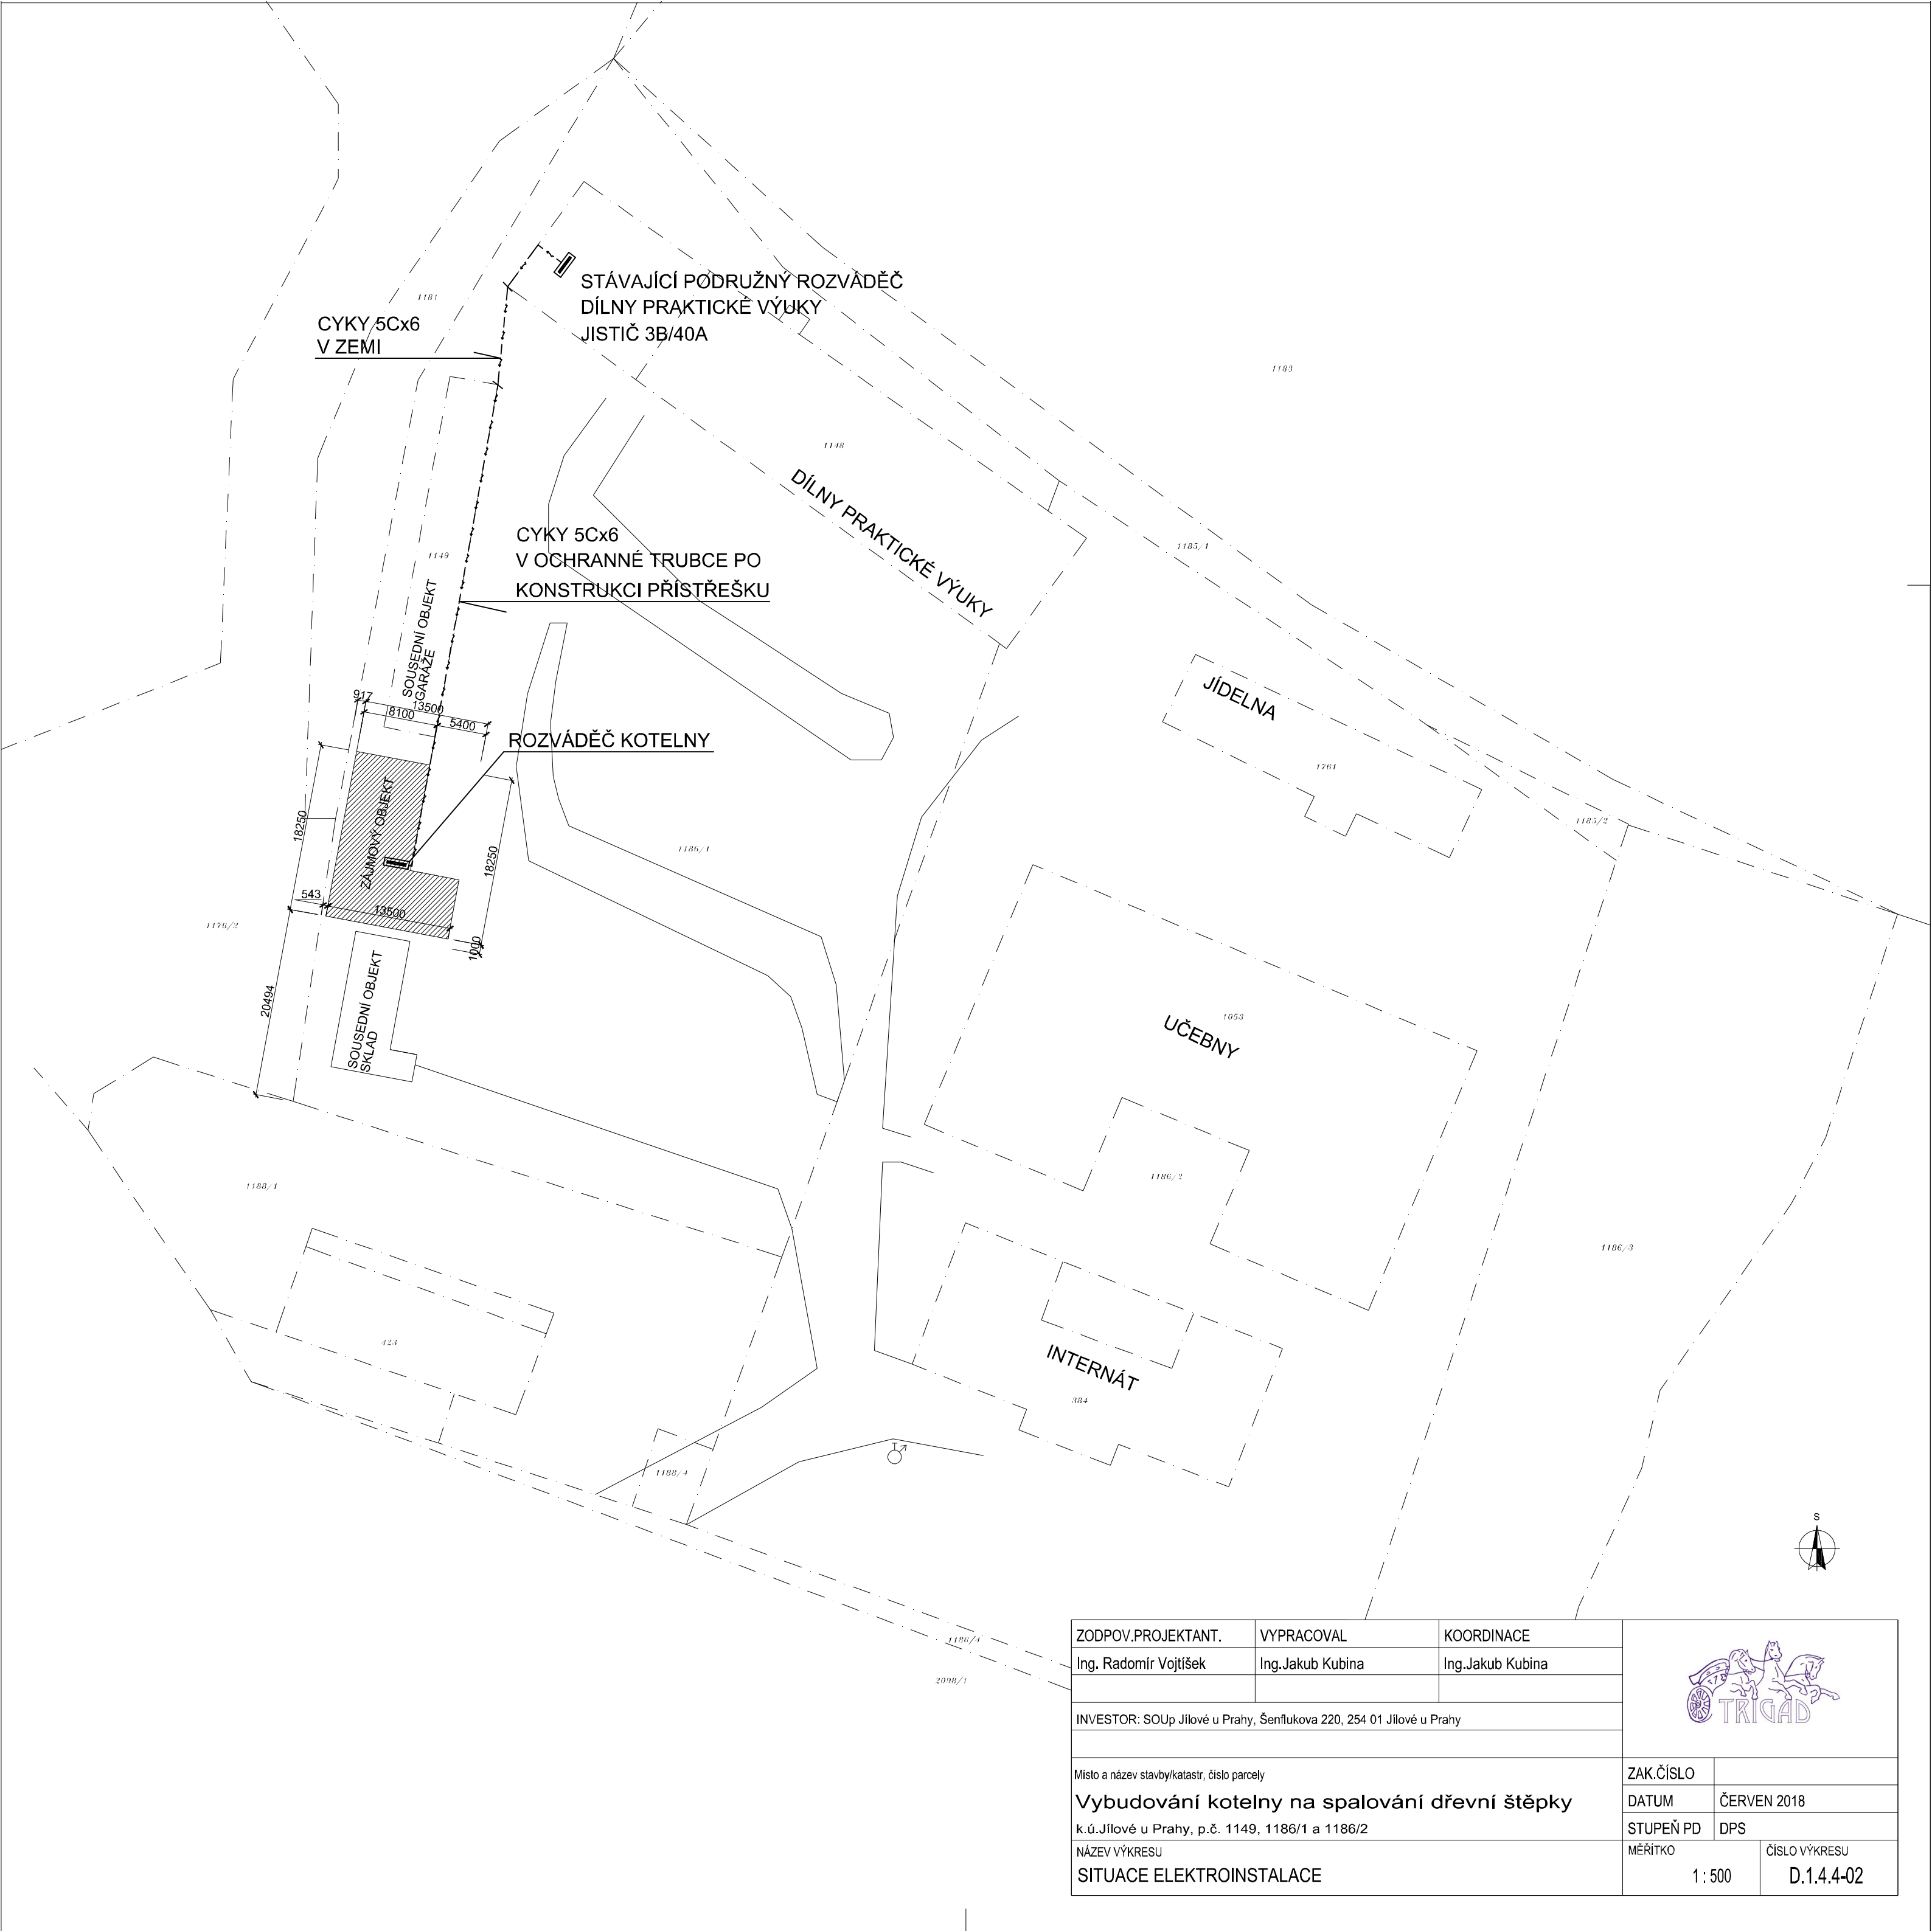 STÁVAJÍCÍ PODRUŽNÝ ROZVÁDĚČ
DÍLNY PRAKTICKÉ VÝUKY
JISTIČ 3B/40A
1181
CYKY 5Cx6
V ZEMI
1183
1148
DÍLNY PRAKTICKÉ VÝUKY
CYKY 5Cx6
V OCHRANNÉ TRUBCE PO
KONSTRUKCI PŘÍSTŘEŠKU
1149
1185/1
SOUSEDNÍ OBJEKT
GARÁŽE
JÍDELNA
917
13500
8100
5400
ROZVÁDĚČ KOTELNY
1761
1185/2
18250
ZÁJMOVÝ OBJEKT
18250
1186/1
543
13500
1176/2
1000
20494
SOUSEDNÍ OBJEKT
SKLAD
1053
UČEBNY
1188/1
1186/2
1186/3
423
INTERNÁT
384
1188/4
S
1186/4
2098/1
ZODPOV.PROJEKTANT.
VYPRACOVAL
KOORDINACE
Ing. Radomír Vojtíšek
Ing.Jakub Kubina
Ing.Jakub Kubina
TRIGAD
INVESTOR: SOUp Jílové u Prahy, Šenflukova 220, 254 01 Jílové u Prahy
Místo a název stavby/katastr, číslo parcely
Vybudování kotelny na spalování dřevní štěpky
k.ú.Jílové u Prahy, p.č. 1149, 1186/1 a 1186/2
ZAK.ČÍSLO
DATUM ČERVEN 2018
STUPEŇ PD DPS
NÁZEV VÝKRESU
SITUACE ELEKTROINSTALACE
MĚŘÍTKO
1 : 500
ČÍSLO VÝKRESU
D.1.4.4-02